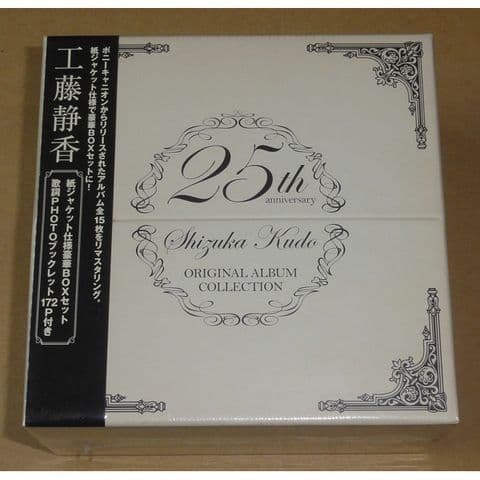 工藤静香
ポニーキャニオンからリリースされたアルバム全15枚をリマスタリング。
紙ジャケット仕様で豪華BOXセットに!
紙ジャケット仕様豪華BOXセット
歌詞PHOTOブックレット172P付き
25th
anniversary
Shizuka Kudo
ORIGINAL ALBUM
COLLECTION